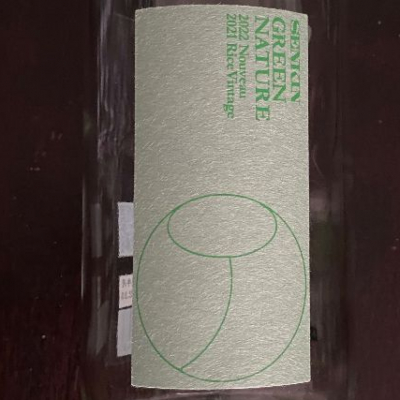 SENKIN
GREEN
NATURE
2022 Nouveau
2021 Rice Vintage